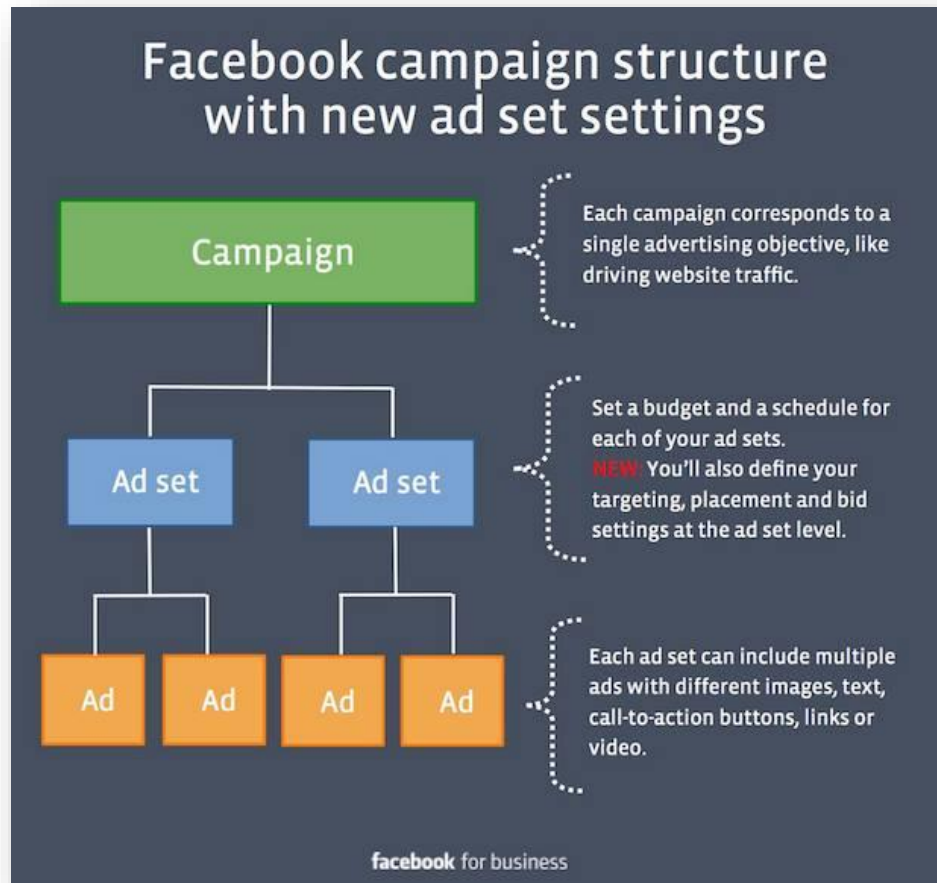 Facebook campaign structure
with new ad set settings
Campaign
Each campaign corresponds to a
single advertising objective, like
driving website traffic.
Ad set
Ad set
Set a budget and a schedule for
each of your ad sets.
NEW: You'll also define your
targeting, placement and bid
settings at the ad set level.
Ad
Ad
Ad
Ad
Each ad set can include multiple
ads with different images, text,
call-to-action buttons, links or
video.
facebook for business